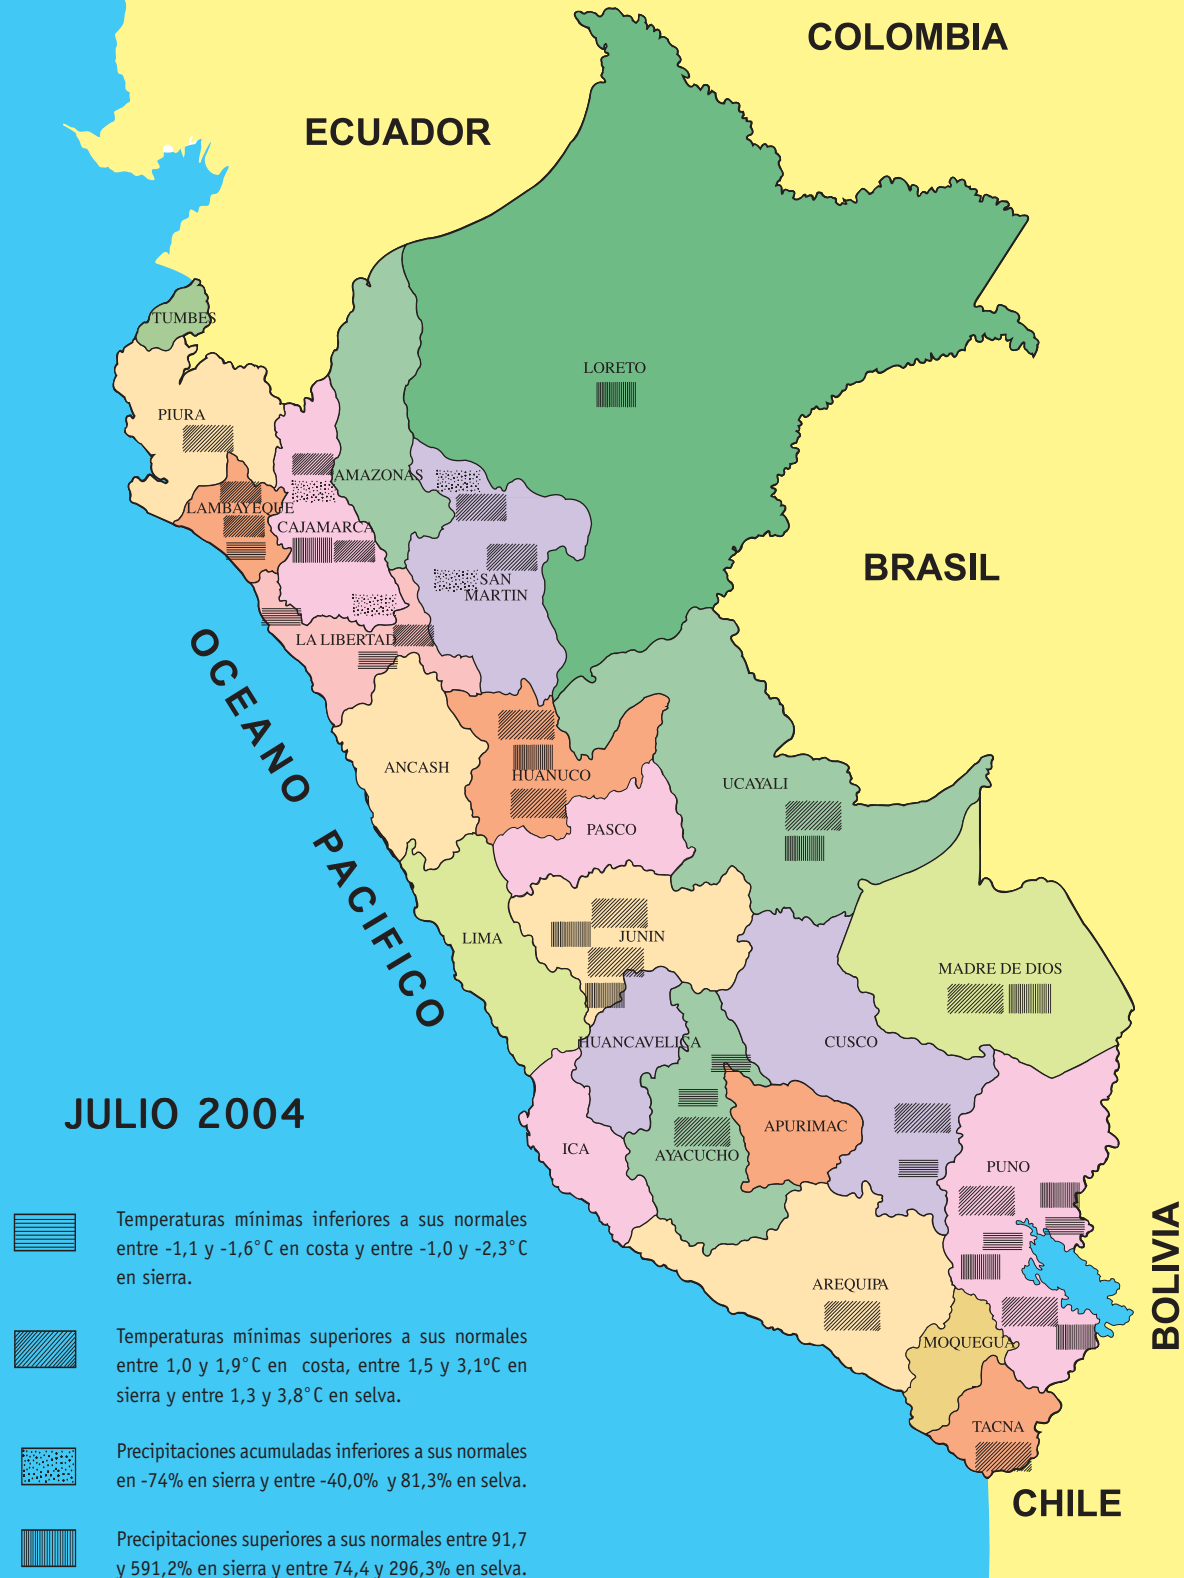 COLOMBIA
ECUADOR
TUMBES
LORETO
PIURA
AMAZONAS
LAMBAYEQUE
CAJAMARCA
BRASIL
SAN
MARTIN
LA LIBERTAD
OCEANO PACIFICO
ANCASH
HUANUCO
UCAYALI
PASCO
LIMA
JUNIN
MADRE DE DIOS
HUANCAVELICA
CUSCO
JULIO 2004
APURIMAC
ICA
AYACUCHO
PUNO
BOLIVIA
AREQUIPA
MOQUEGUA
TACNA
CHILE
Temperaturas mínimas inferiores a sus normales
entre -1,1 y -1,6°C en costa y entre -1,0 y -2,3°C
en sierra.
Temperaturas mínimas superiores a sus normales
entre 1,0 y 1,9°C en costa, entre 1,5 y 3,1ºC en
sierra y entre 1,3 y 3,8°C en selva.
Precipitaciones acumuladas inferiores a sus normales
en -74% en sierra y entre -40,0% y 81,3% en selva.
Precipitaciones superiores a sus normales entre 91,7
y 591,2% en sierra y entre 74,4 y 296,3% en selva.